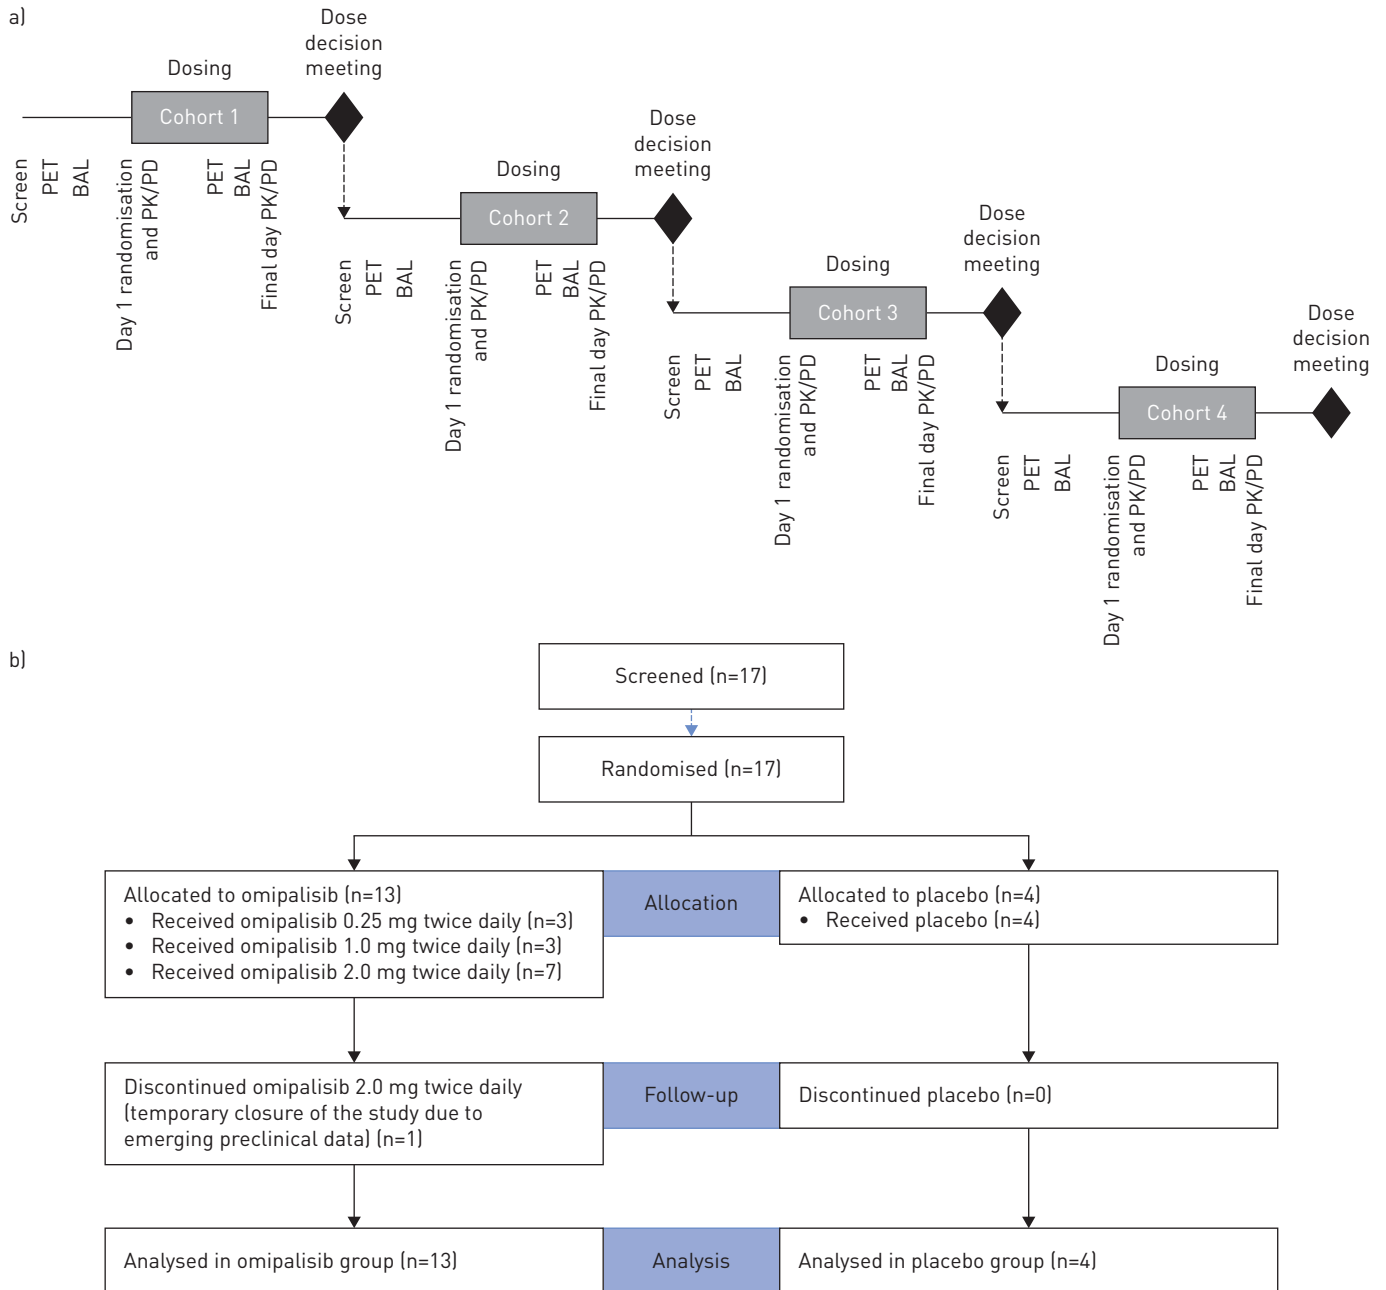 a)
Dose
decision
meeting
Dosing
Cohort 1
Screen
PET
BAL
Day 1 randomisation
and PK/PD
PET
BAL
Final day PK/PD
Dose
decision
meeting
Dosing
Cohort 2
Screen
PET
BAL
Day 1 randomisation
and PK/PD
PET
BAL
Final day PK/PD
Dose
decision
meeting
Dosing
Cohort 3
Screen
PET
BAL
Day 1 randomisation
and PK/PD
PET
BAL
Final day PK/PD
Dose
decision
meeting
Dosing
Cohort 4
Screen
PET
BAL
Day 1 randomisation
and PK/PD
PET
BAL
Final day PK/PD
b)
Screened (n=17)
Randomised (n=17)
Allocated to omipalisib (n=13)
• Received omipalisib 0.25 mg twice daily (n=3)
• Received omipalisib 1.0 mg twice daily (n=3)
• Received omipalisib 2.0 mg twice daily (n=7)
Allocation
Allocated to placebo (n=4)
• Received placebo (n=4)
Discontinued omipalisib 2.0 mg twice daily
(temporary closure of the study due to
emerging preclinical data) (n=1)
Follow-up
Discontinued placebo (n=0)
Analysed in omipalisib group (n=13)
Analysis
Analysed in placebo group (n=4)